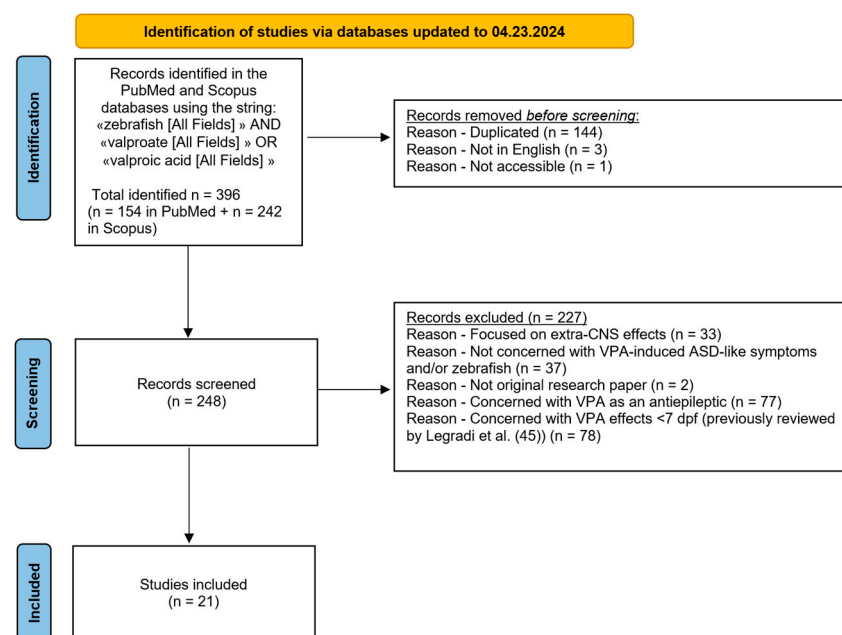 Identification of studies via databases updated to 04.23.2024
Identification
Records identified in the
PubMed and Scopus
databases using the string:
«zebrafish [All Fields] » AND
«valproate [All Fields] » OR
«valproic acid [All Fields] »
Total identified n = 396
(n = 154 in PubMed + n = 242
in Scopus)
Records removed before screening:
Reason - Duplicated (n = 144)
Reason - Not in English (n = 3)
Reason - Not accessible (n = 1)
Screening
Records screened
(n = 248)
Records excluded (n = 227)
Reason - Focused on extra-CNS effects (n = 33)
Reason - Not concerned with VPA-induced ASD-like symptoms
and/or zebrafish (n = 37)
Reason - Not original research paper (n = 2)
Reason - Concerned with VPA as an antiepileptic (n = 77)
Reason - Concerned with VPA effects <7 dpf (previously reviewed
by Legradi et al. (45)) (n = 78)
Included
Studies included
(n = 21)